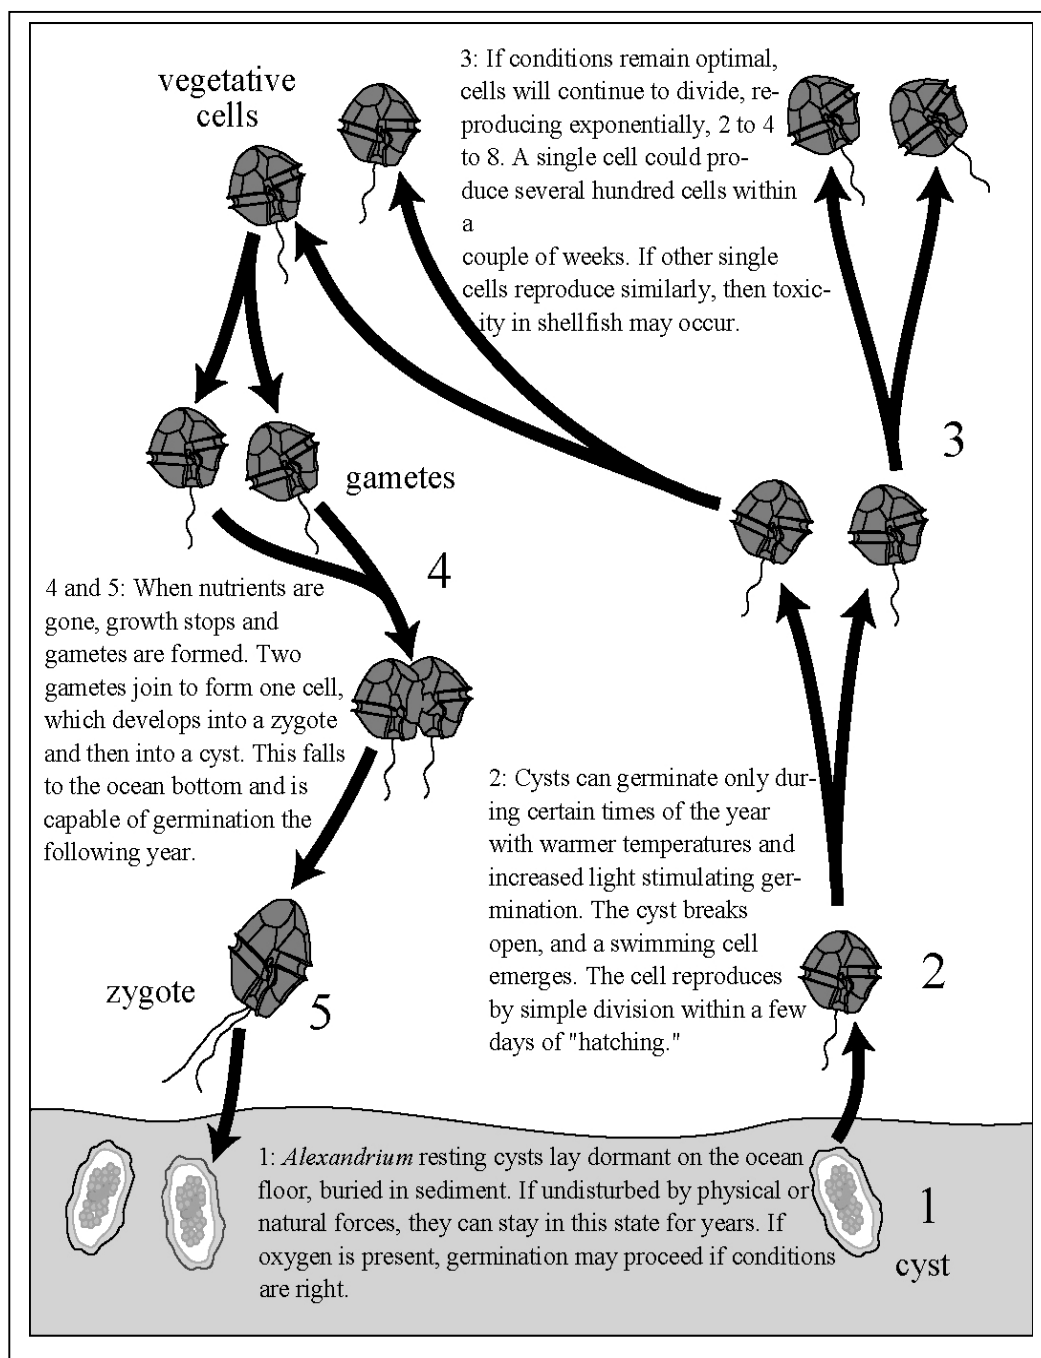 vegetative
cells
3: If conditions remain optimal,
cells will continue to divide, re-
producing exponentially, 2 to 4
to 8. A single cell could pro-
duce several hundred cells within
a
couple of weeks. If other single
cells reproduce similarly, then toxic-
ity in shellfish may occur.
3
gametes
4
4 and 5: When nutrients are
gone, growth stops and
gametes are formed. Two
gametes join to form one cell,
which develops into a zygote
and then into a cyst. This falls
to the ocean bottom and is
capable of germination the
following year.
2: Cysts can germinate only dur-
ing certain times of the year
with warmer temperatures and
increased light stimulating ger-
mination. The cyst breaks
open, and a swimming cell
emerges. The cell reproduces
by simple division within a few
days of "hatching."
2
zygote
5
1: Alexandrium resting cysts lay dormant on the ocean
floor, buried in sediment. If undisturbed by physical or
natural forces, they can stay in this state for years. If
oxygen is present, germination may proceed if conditions
are right.
1
cyst